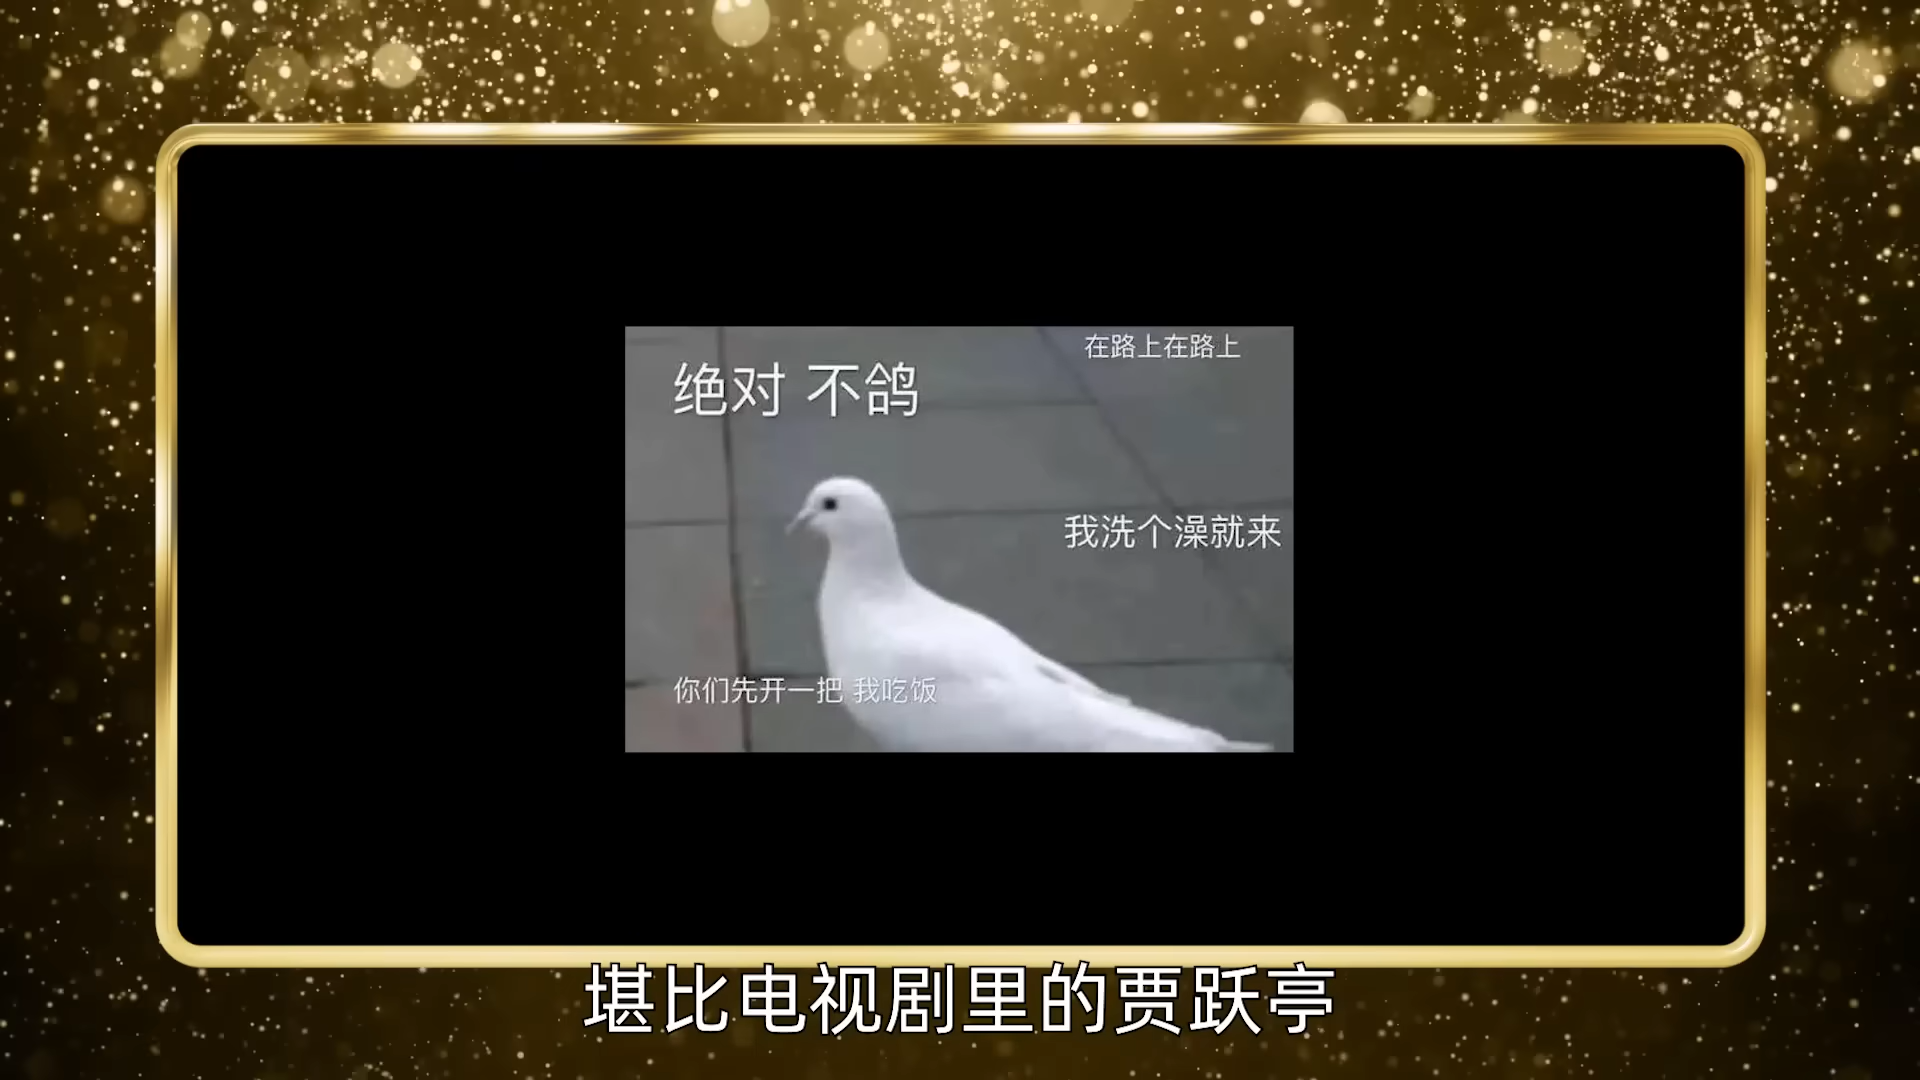 在路上在路上
绝对 不鸽
我洗个澡就来
你们先开一把 我吃饭
堪比电视剧里的贾跃亭